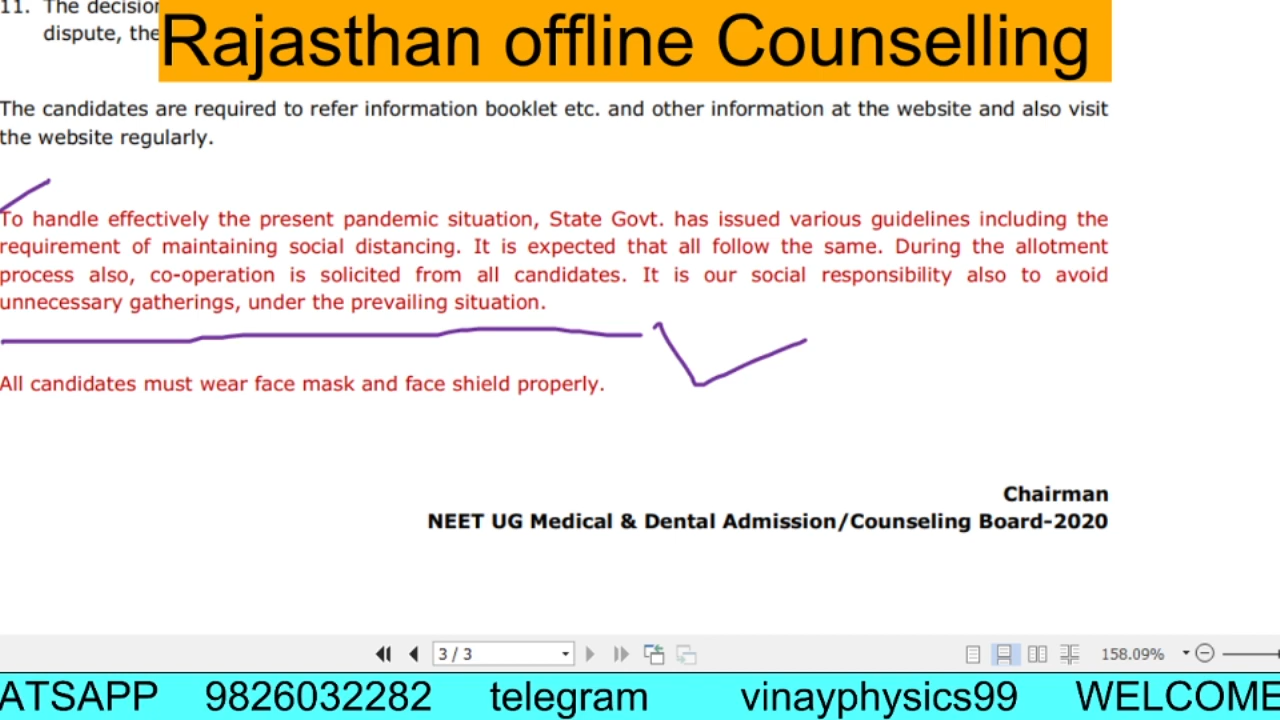 11. The decision
dispute, the
Rajasthan offline Counselling
The candidates are required to refer information booklet etc. and other information at the website and also visit
the website regularly.
To handle effectively the present pandemic situation, State Govt. has issued various guidelines including the
requirement of maintaining social distancing. It is expected that all follow the same. During the allotment
process also, co-operation is solicited from all candidates. It is our social responsibility also to avoid
unnecessary gatherings, under the prevailing situation.
All candidates must wear face mask and face shield properly.
Chairman
NEET UG Medical & Dental Admission/Counseling Board-2020
3 / 3
158.09%
ATSAPP 9826032282 telegram vinayphysics99 WELCOME